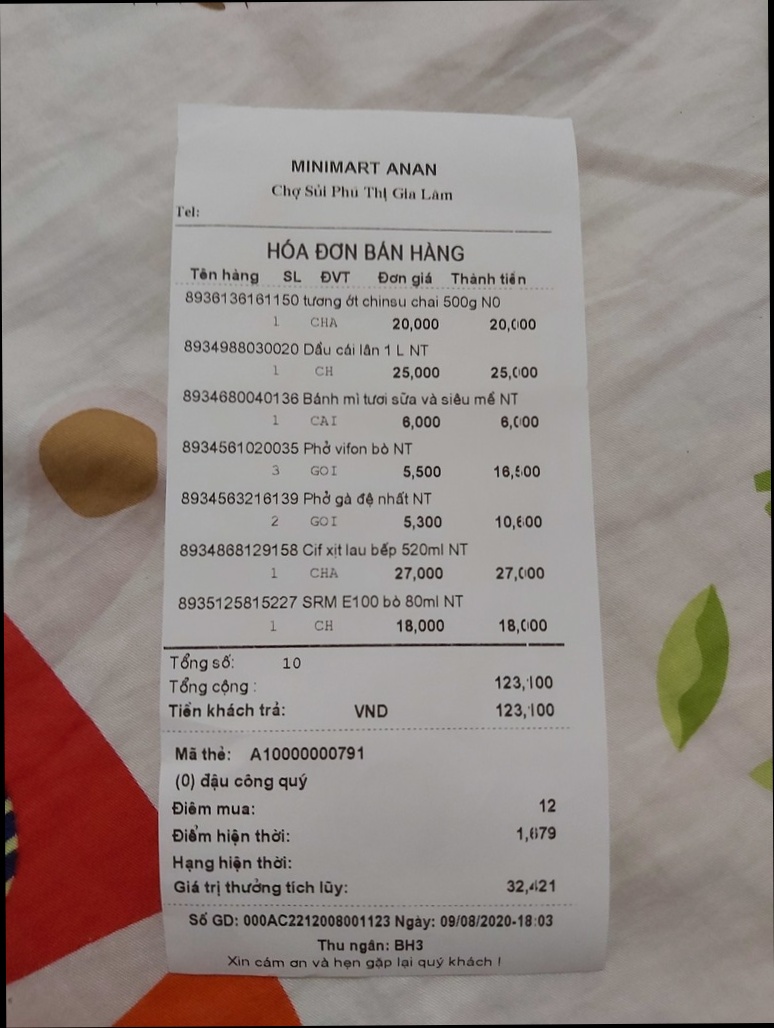 MINIMART ANAN
Chợ Sủi Phú Thị Gia Lâm
Tel:
HÓA ĐƠN BÁN HÀNG
Tên hàng SL ĐVT Đơn giá Thành tiền
8936136161150 tương ớt chinsu chai 500g N0
1 CHA 20,000 20,000
8934988030020 Dầu cái lân 1 L NT
1 CH 25,000 25,000
8934680040136 Bánh mì tươi sữa và siêu mề NT
1 CAI 6,000 6,000
8934561020035 Phở vifon bò NT
3 GOI 5,500 16,500
8934563216139 Phở gà đệ nhất NT
2 GOI 5,300 10,600
8934868129158 Cif xịt lau bếp 520ml NT
1 CHA 27,000 27,000
8935125815227 SRM E100 bò 80ml NT
1 CH 18,000 18,000
Tổng số: 10
Tổng cộng : 123,100
Tiền khách trả: VND 123,100
Mã thẻ: A10000000791
(0) đậu công quý
Điểm mua: 12
Điểm hiện thời: 1,679
Hạng hiện thời:
Giá trị thưởng tích lũy: 32,421
Số GD: 000AC2212008001123 Ngày: 09/08/2020-18:03
Thu ngân: BH3
Xin cám ơn và hẹn gặp lại quý khách !